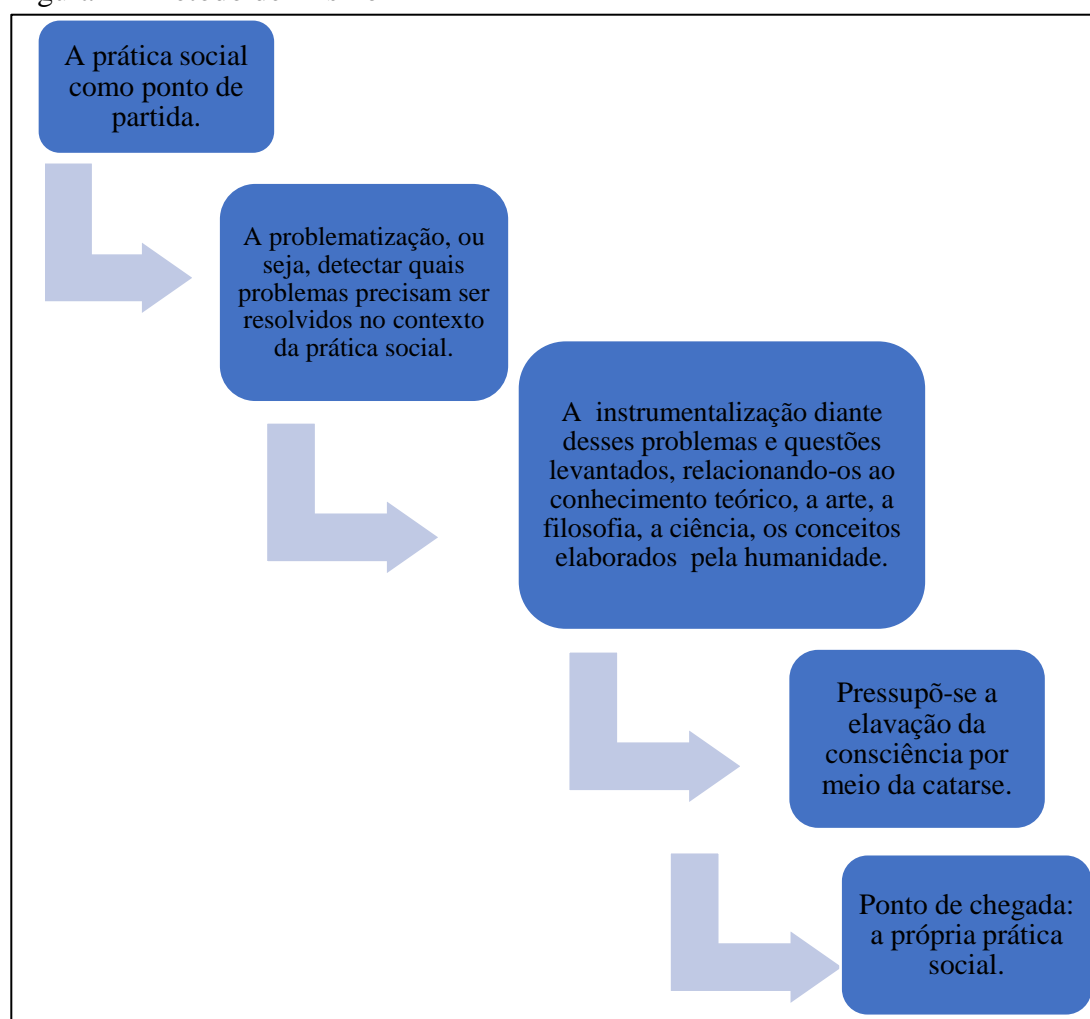 A prática social
como ponto de
partida.
A problematização, ou
seja, detectar quais
problemas precisam ser
resolvidos no contexto
da prática social.
A instrumentalização diante
desses problemas e questões
levantados, relacionando-os ao
conhecimento teórico, a arte, a
filosofia, a ciência, os conceitos
elaborados pela humanidade.
Pressupõ-se a
elavação da
consciência por
meio da catarse.
Ponto de chegada:
a própria prática
social.